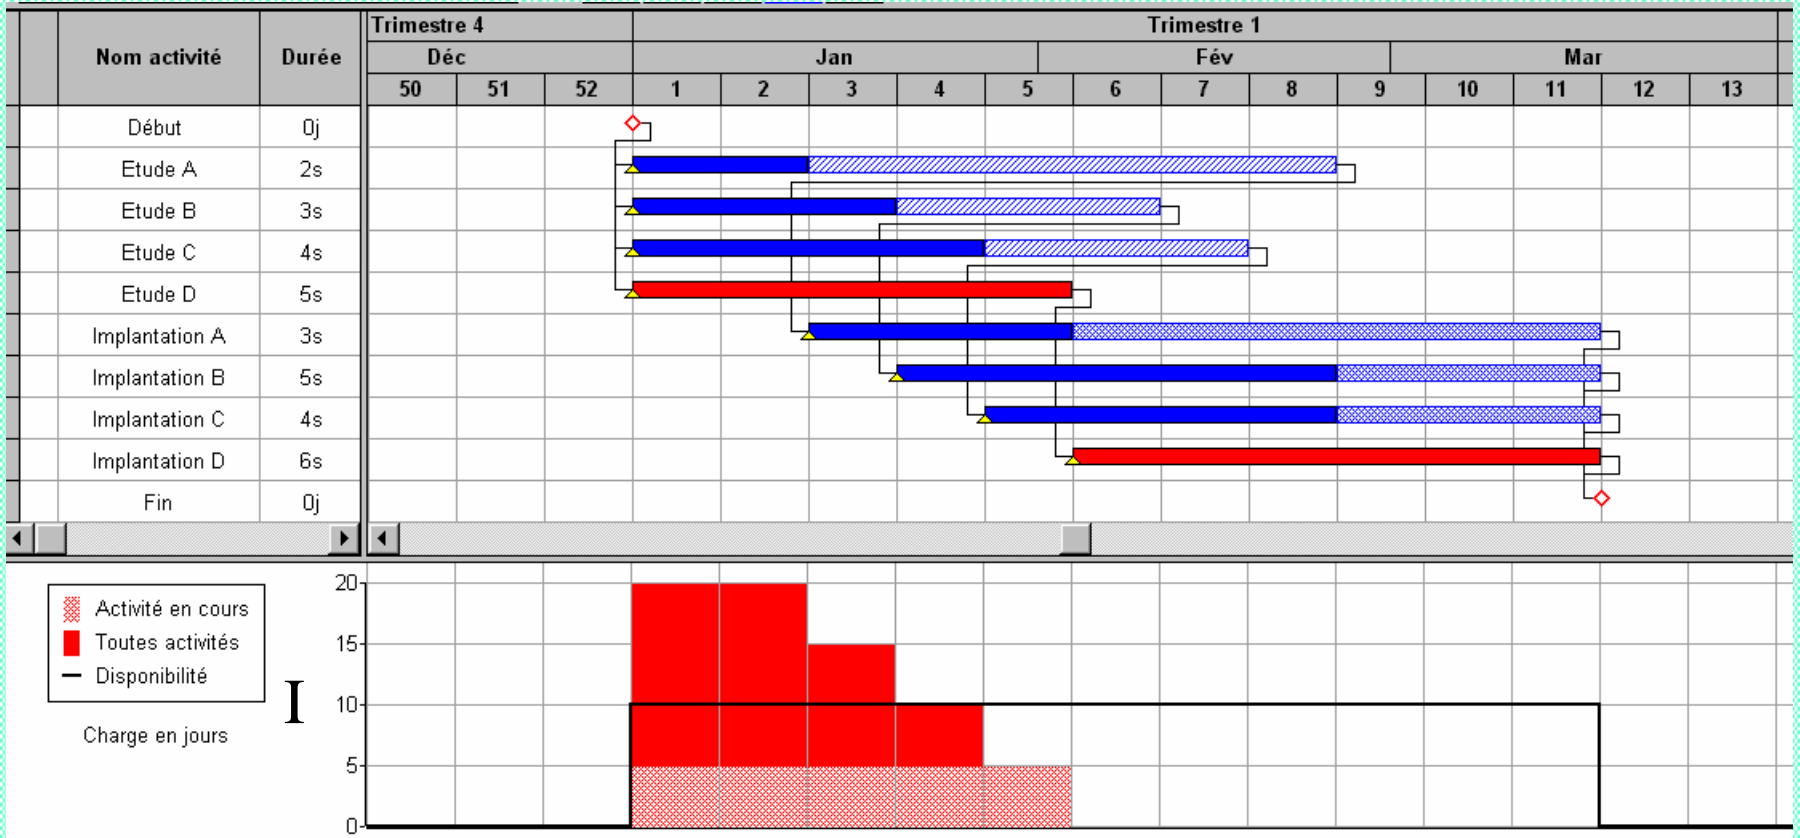 Nom activité Durée Trimestre 4 Trimestre 1
Déc Jan Fév Mar
50 51 52 1 2 3 4 5 6 7 8 9 10 11 12 13
Début 0j
Etude A 2s
Etude B 3s
Etude C 4s
Etude D 5s
Implantation A 3s
Implantation B 5s
Implantation C 4s
Implantation D 6s
Fin 0j
Activité en cours
Toutes activités
Disponibilité
I
Charge en jours
20
15
10
5
0